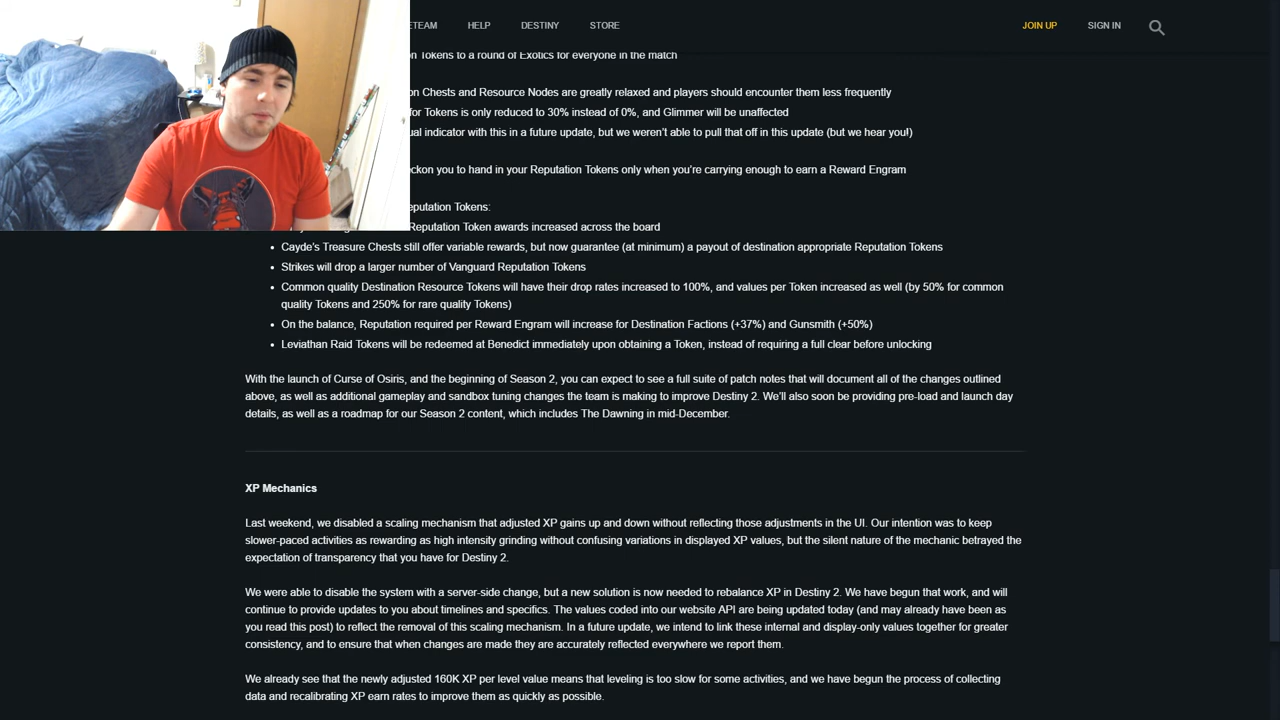 ETEAM HELP DESTINY STORE JOIN UP SIGN IN
on Tokens to a round of Exotics for everyone in the match
on Chests and Resource Nodes are greatly relaxed and players should encounter them less frequently
for Tokens is only reduced to 30% instead of 0%, and Glimmer will be unaffected
ual indicator with this in a future update, but we weren't able to pull that off in this update (but we hear you!)
ckon you to hand in your Reputation Tokens only when you're carrying enough to earn a Reward Engram
eputation Tokens:
Reputation Token awards increased across the board
• Cayde's Treasure Chests still offer variable rewards, but now guarantee (at minimum) a payout of destination appropriate Reputation Tokens
• Strikes will drop a larger number of Vanguard Reputation Tokens
• Common quality Destination Resource Tokens will have their drop rates increased to 100%, and values per Token increased as well (by 50% for common
quality Tokens and 250% for rare quality Tokens)
• On the balance, Reputation required per Reward Engram will increase for Destination Factions (+37%) and Gunsmith (+50%)
• Leviathan Raid Tokens will be redeemed at Benedict immediately upon obtaining a Token, instead of requiring a full clear before unlocking
With the launch of Curse of Osiris, and the beginning of Season 2, you can expect to see a full suite of patch notes that will document all of the changes outlined
above, as well as additional gameplay and sandbox tuning changes the team is making to improve Destiny 2. We'll also soon be providing pre-load and launch day
details, as well as a roadmap for our Season 2 content, which includes The Dawning in mid-December.
XP Mechanics
Last weekend, we disabled a scaling mechanism that adjusted XP gains up and down without reflecting those adjustments in the UI. Our intention was to keep
slower-paced activities as rewarding as high intensity grinding without confusing variations in displayed XP values, but the silent nature of the mechanic betrayed the
expectation of transparency that you have for Destiny 2.
We were able to disable the system with a server-side change, but a new solution is now needed to rebalance XP in Destiny 2. We have begun that work, and will
continue to provide updates to you about timelines and specifics. The values coded into our website API are being updated today (and may already have been as
you read this post) to reflect the removal of this scaling mechanism. In a future update, we intend to link these internal and display-only values together for greater
consistency, and to ensure that when changes are made they are accurately reflected everywhere we report them.
We already see that the newly adjusted 160K XP per level value means that leveling is too slow for some activities, and we have begun the process of collecting
data and recalibrating XP earn rates to improve them as quickly as possible.